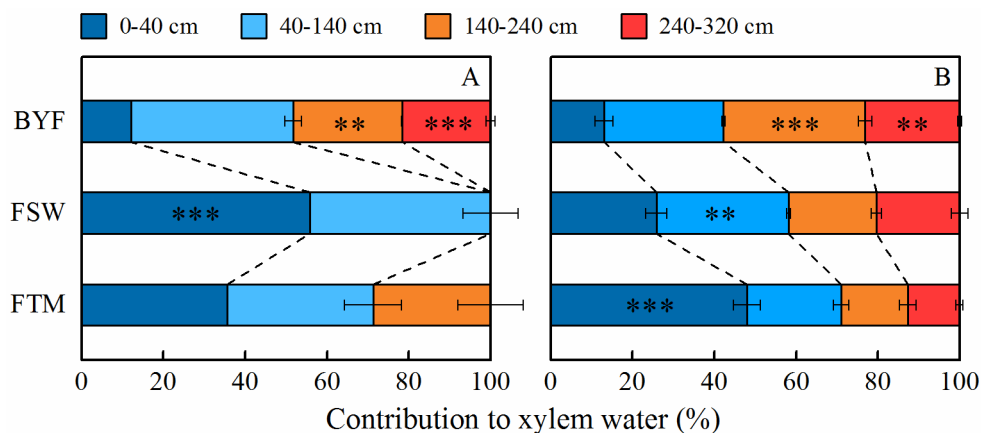 0-40 cm 40-140 cm 140-240 cm 240-320 cm
A B
BYF ** *** *** **
FSW *** **
FTM ***
0 20 40 60 80 100 0 20 40 60 80 100
Contribution to xylem water (%)